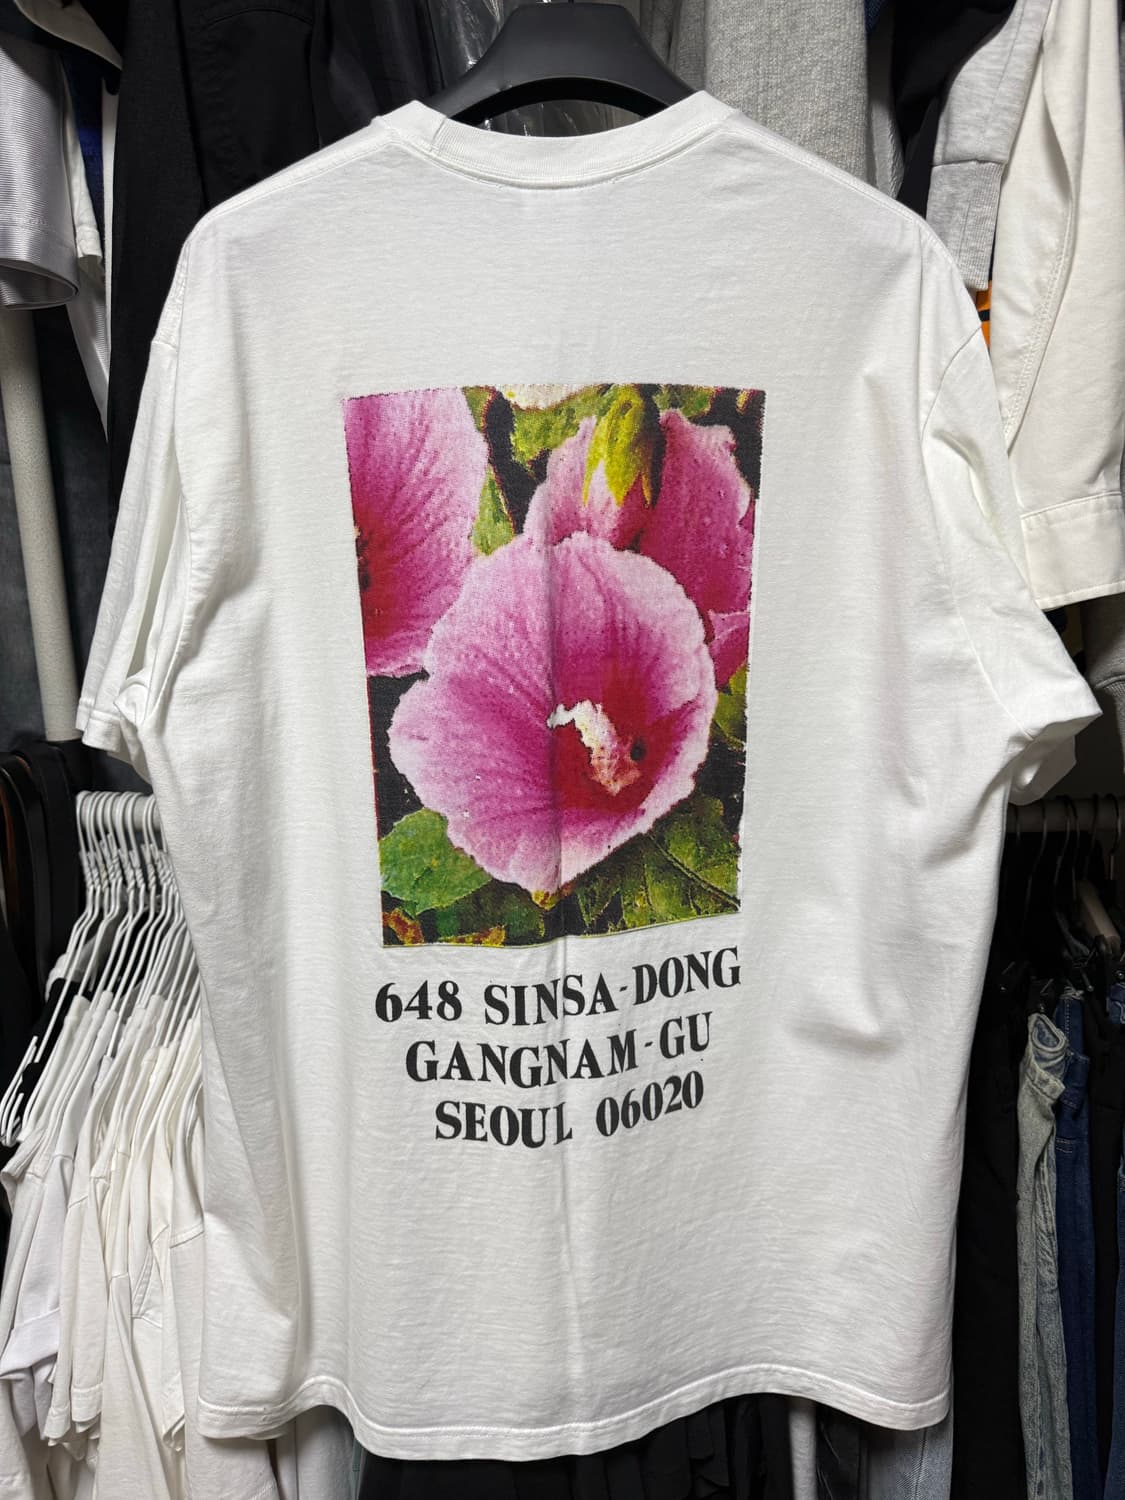 648 SINSA-DONG
GANGNAM-GU
SEOUL 06020